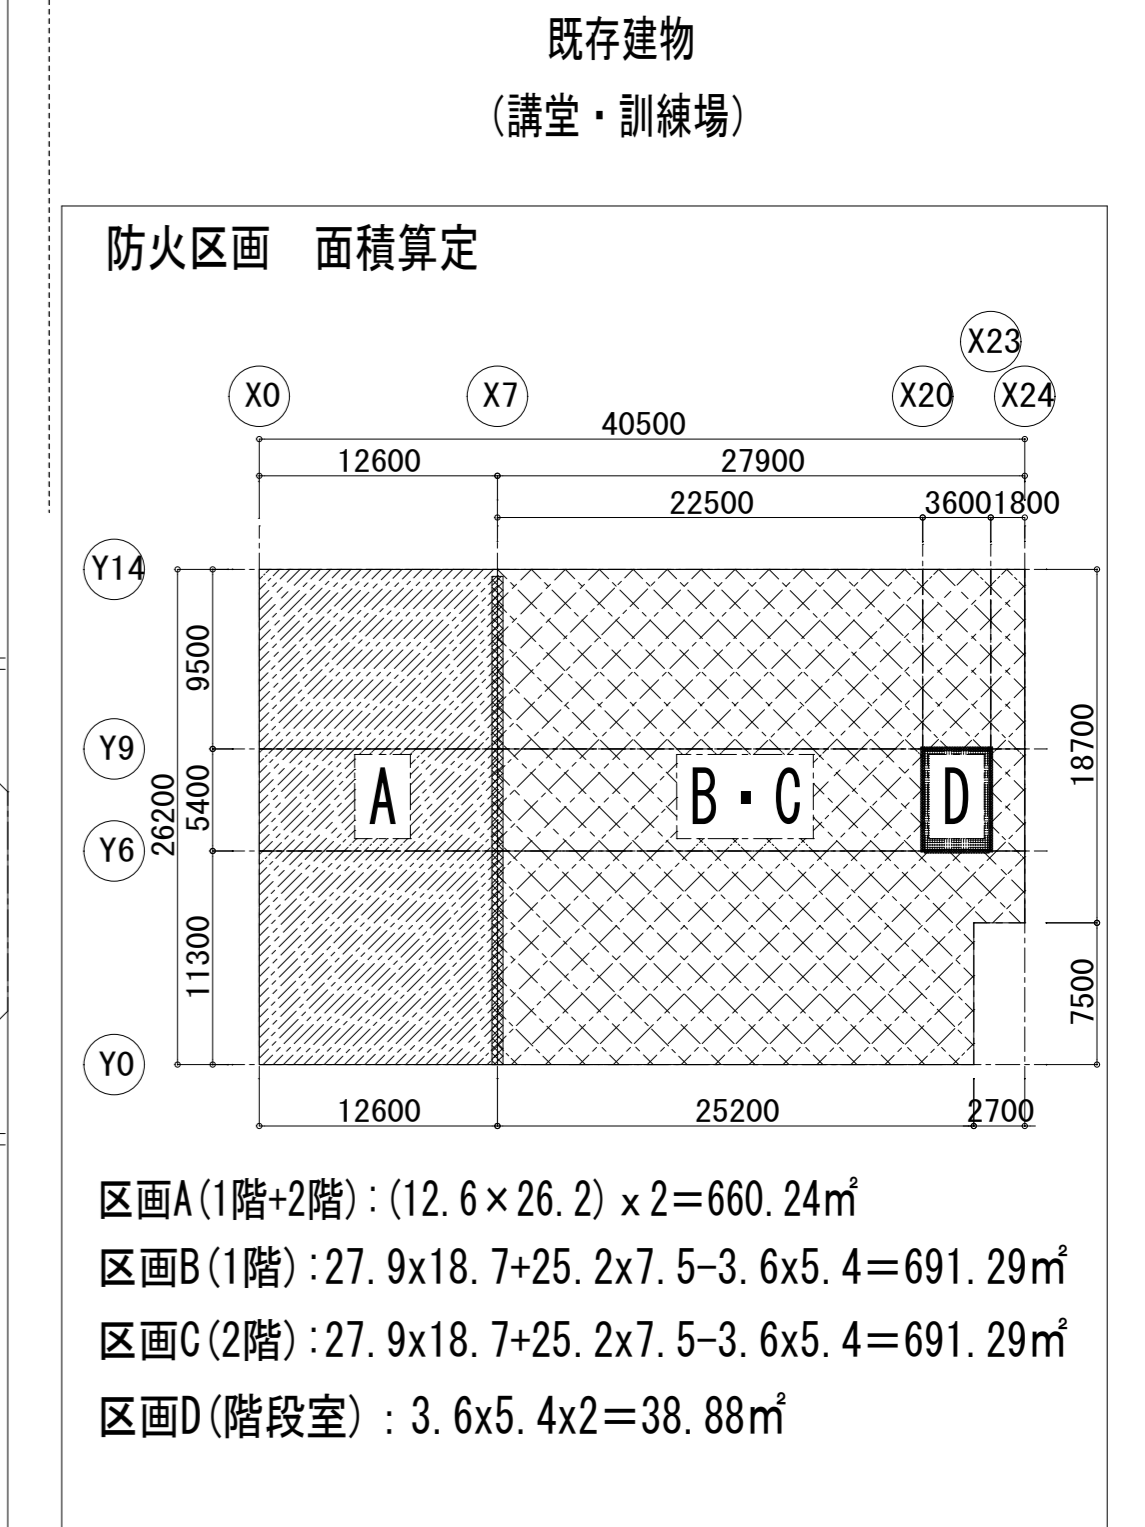 既存建物
(講堂・訓練場)
防火区画　面積算定
X23
X0 X7 X20 X24
40500
12600 27900
22500 3600 1800
Y14
9500
Y9
18700
A B・C D
5400
26200
Y6
11300
7500
Y0
12600 25200 2700
区画A(1階+2階):(12.6×26.2) x 2=660.24㎡
区画B(1階):27.9x18.7+25.2x7.5-3.6x5.4=691.29㎡
区画C(2階):27.9x18.7+25.2x7.5-3.6x5.4=691.29㎡
区画D(階段室) : 3.6x5.4x2=38.88㎡